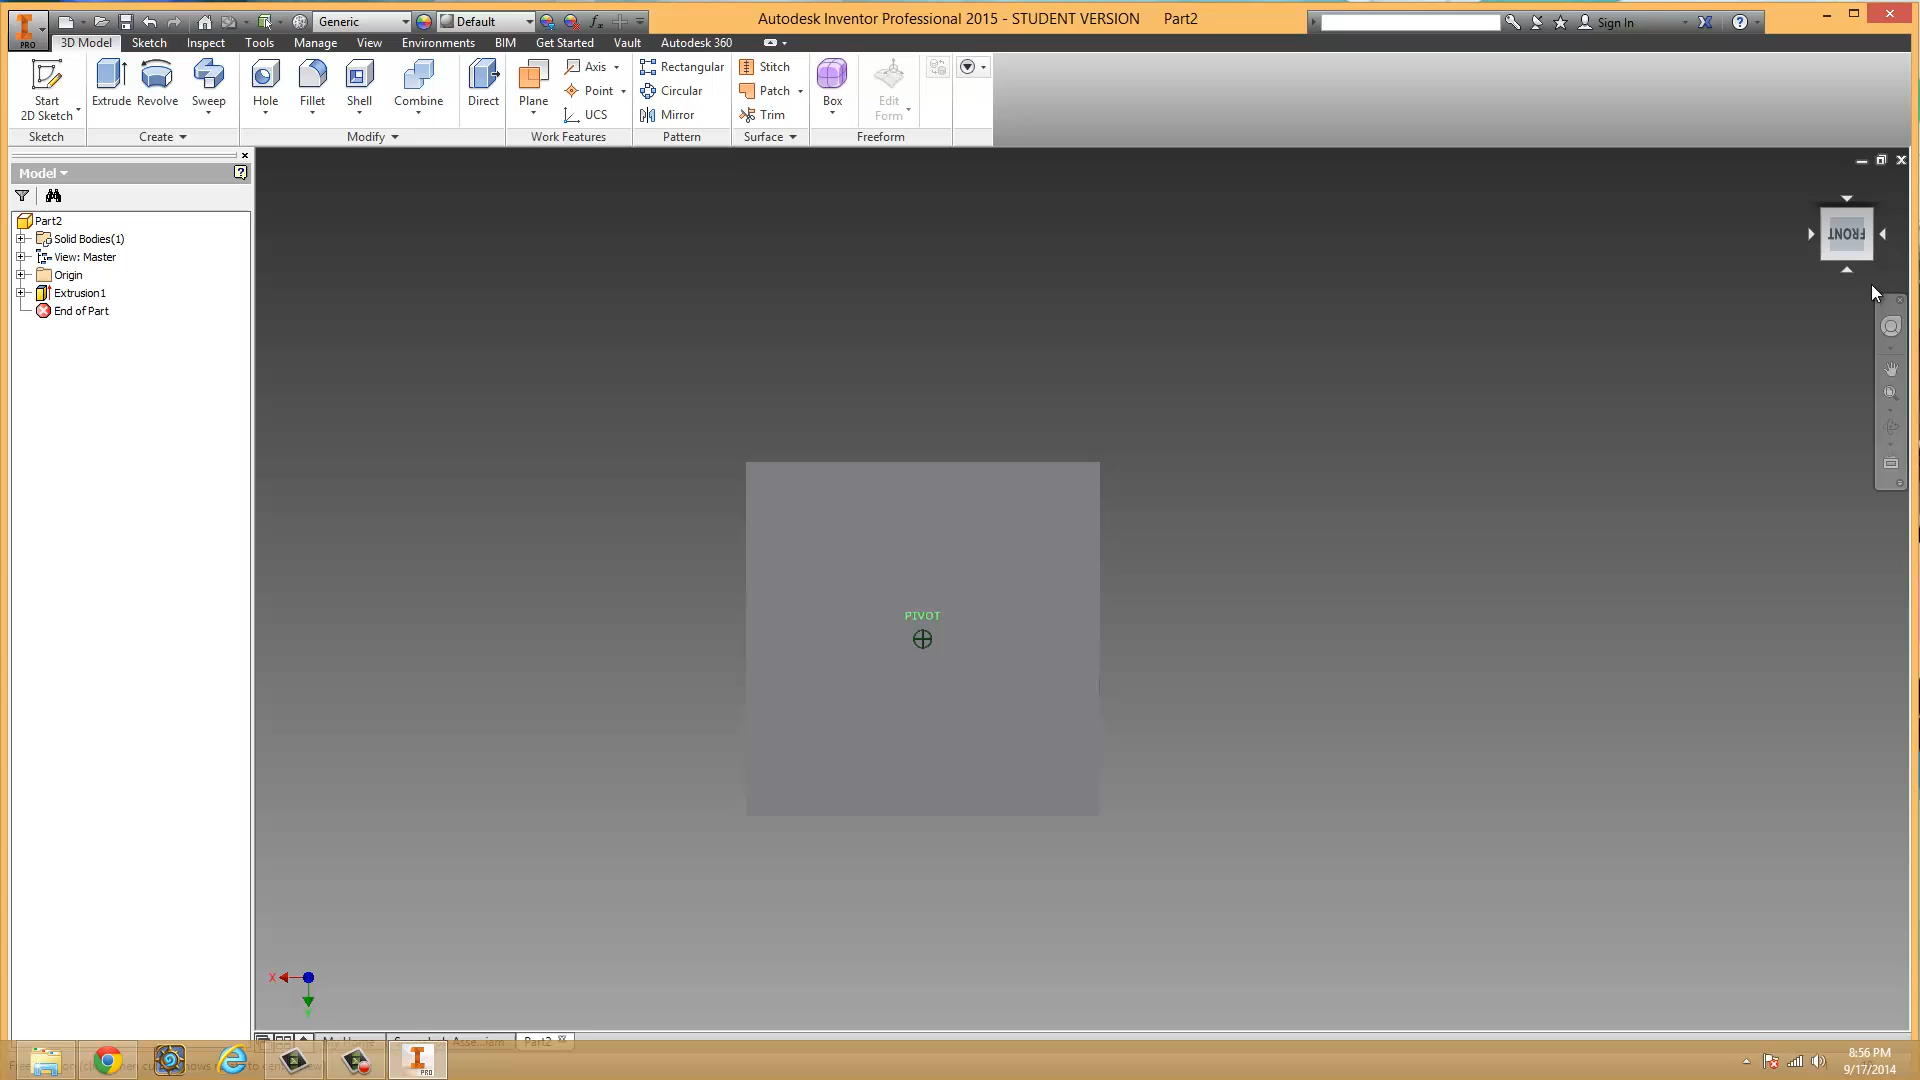 Generic
Default
Autodesk Inventor Professional 2015 - STUDENT VERSION Part2
Sign In
PRO
3D Model Sketch Inspect Tools Manage View Environments BIM Get Started Vault Autodesk 360
Start
2D Sketch
Extrude Revolve Sweep
Hole Fillet Shell Combine
Direct
Plane
Axis
Point
UCS
Rectangular
Circular
Mirror
Stitch
Patch
Trim
Box
Edit
Form
Sketch Create Modify Work Features Pattern Surface Freeform
Model
Part2
Solid Bodies(1)
View: Master
Origin
Extrusion1
End of Part
FRONT
PIVOT
X
Y
My Home
Part2
PRO
8:56 PM
9/17/2014